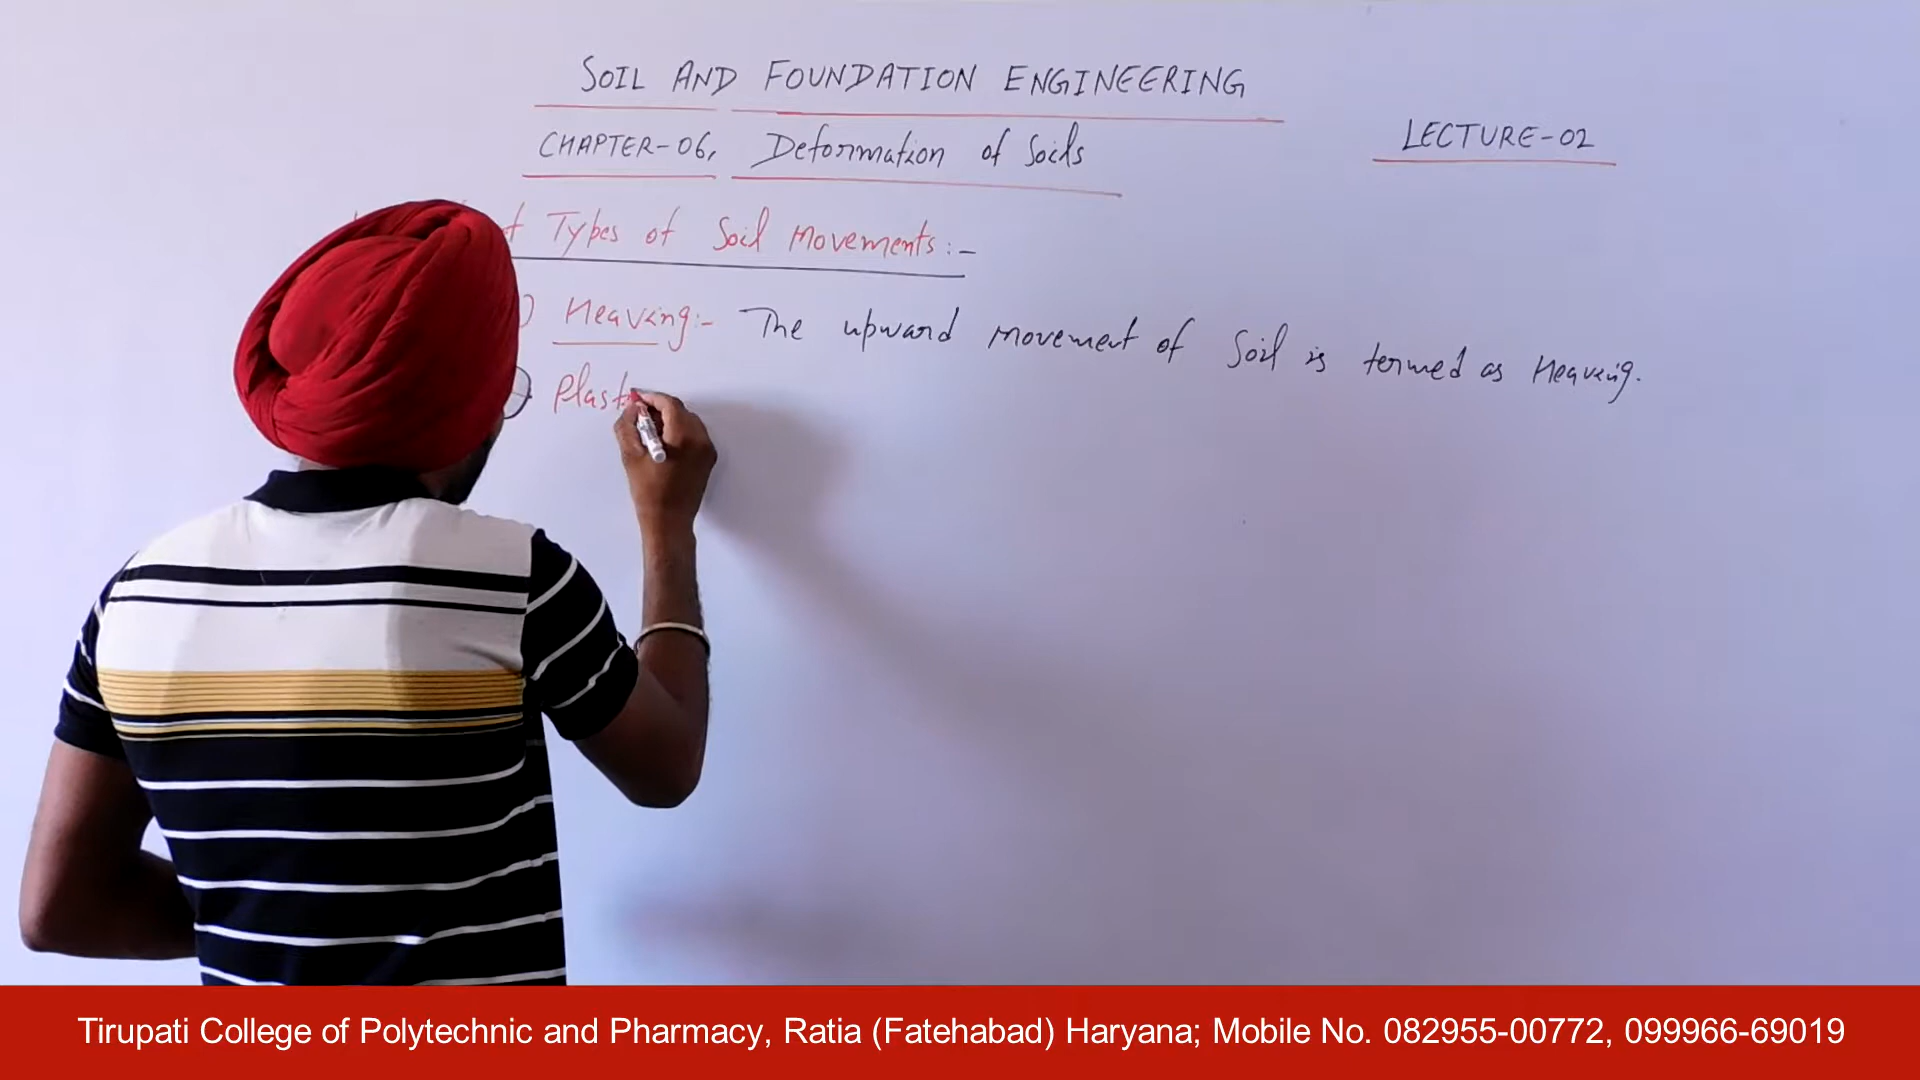 SOIL AND FOUNDATION ENGINEERING
CHAPTER-06, Deformation of Soils
LECTURE-02
Types of Soil Movements:-
Heaving:- The upward movement of Soil is termed as Heaving.
Plast
Tirupati College of Polytechnic and Pharmacy, Ratia (Fatehabad) Haryana; Mobile No. 082955-00772, 099966-69019